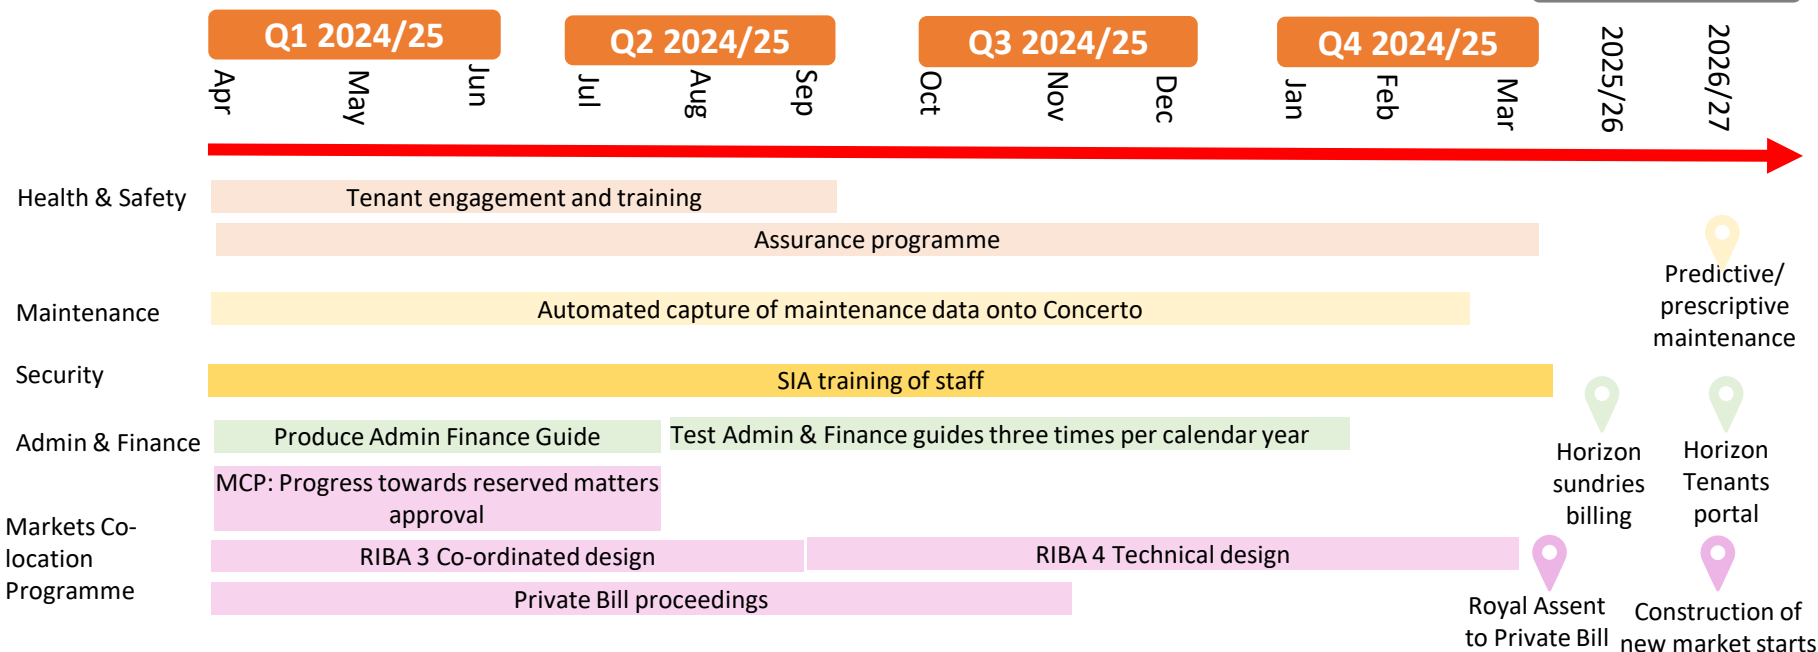 Q1 2024/25
Q2 2024/25
Q3 2024/25
Q4 2024/25
Apr
May
Jun
Jul
Aug
Sep
Oct
Nov
Dec
Jan
Feb
Mar
2025/26
2026/27
Health & Safety
Tenant engagement and training
Assurance programme
Predictive/
prescriptive
maintenance
Maintenance
Automated capture of maintenance data onto Concerto
Security
SIA training of staff
Admin & Finance
Produce Admin Finance Guide
Test Admin & Finance guides three times per calendar year
Horizon
sundries
billing
Horizon
Tenants
portal
Markets Co-
location
Programme
MCP: Progress towards reserved matters
approval
RIBA 3 Co-ordinated design
RIBA 4 Technical design
Private Bill proceedings
Royal Assent
to Private Bill
Construction of
new market starts